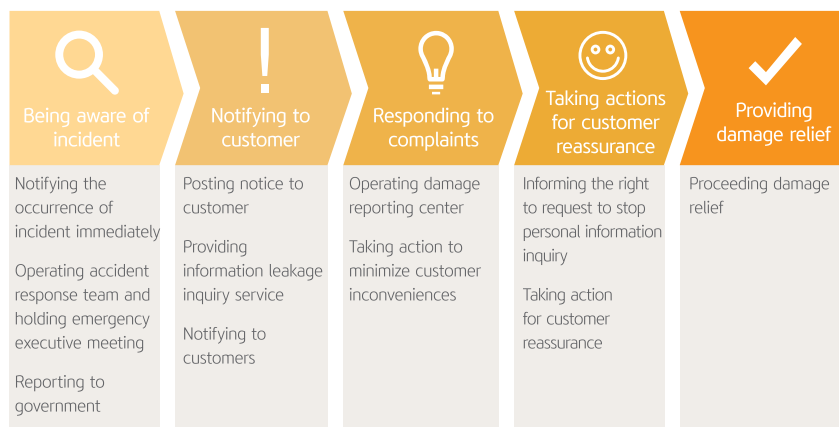 Being aware of
incident
Notifying to
customer
Responding to
complaints
Taking actions
for customer
reassurance
Providing
damage relief
Notifying the
occurrence of
incident immediately
Operating accident
response team and
holding emergency
executive meeting
Reporting to
government
Posting notice to
customer
Providing
information leakage
inquiry service
Notifying to
customers
Operating damage
reporting center
Taking action to
minimize customer
inconveniences
Informing the right
to request to stop
personal information
inquiry
Taking action
for customer
reassurance
Proceeding damage
relief